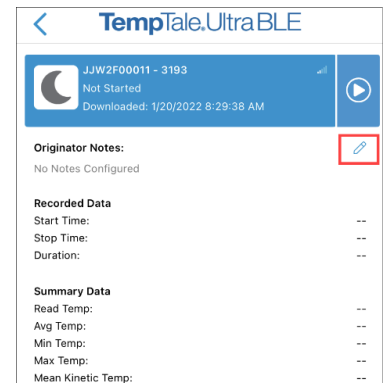 TempTale.Ultra BLE
JJW2F00011 - 3193
Not Started
Downloaded: 1/20/2022 8:29:38 AM
Originator Notes:
No Notes Configured
Recorded Data
Start Time: --
Stop Time: --
Duration: --
Summary Data
Read Temp: --
Avg Temp: --
Min Temp: --
Max Temp: --
Mean Kinetic Temp: --